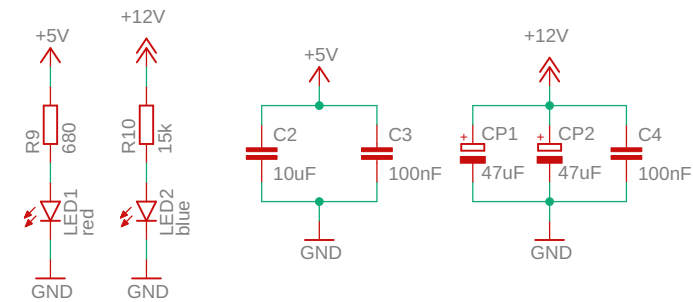 +5V
R9
680
LED1
red
GND
+12V
R10
15k
LED2
blue
GND
+5V
C2
10uF
C3
100nF
GND
+12V
+
CP1
47uF
+
CP2
47uF
C4
100nF
GND